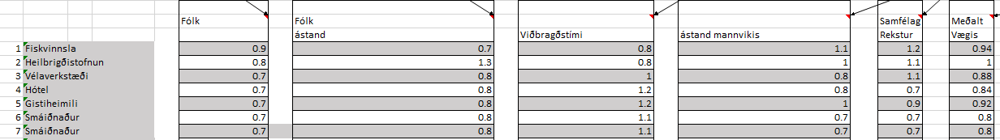 Fólk Fólk Samfélag Meðalt
ástand Viðbragðstími ástand mannvikis Rekstur Vægis
1 Fiskvinnsla 0.9 0.7 0.8 1.1 1.2 0.94
2 Heilbrigðistofnun 0.8 1.3 0.8 1 1.1 1
3 Vélaverkstæði 0.7 0.8 1 0.8 1.1 0.88
4 Hótel 0.7 0.8 1.2 0.8 0.7 0.84
5 Gistiheimili 0.7 0.8 1.2 1 0.9 0.92
6 Smáiðnaður 0.7 0.8 1.1 0.7 0.7 0.8
7 Smáiðnaður 0.7 0.8 1.1 0.7 0.7 0.8